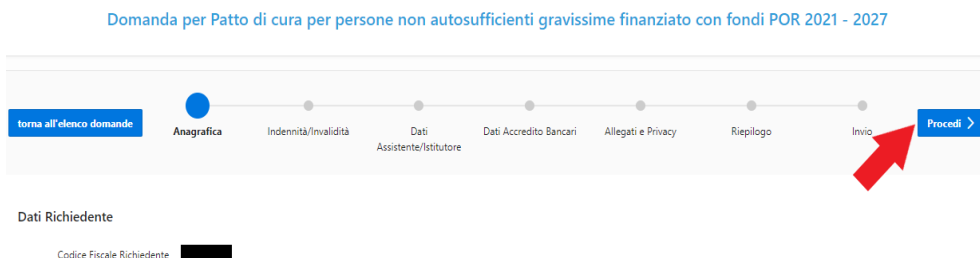 Domanda per Patto di cura per persone non autosufficienti gravissime finanziato con fondi POR 2021 - 2027
torna all'elenco domande
Anagrafica
Indennità/Invalidità
Dati
Assistente/Istitutore
Dati Accredito Bancari
Allegati e Privacy
Riepilogo
Invio
Procedi
Dati Richiedente
Codice Fiscale Richiedente